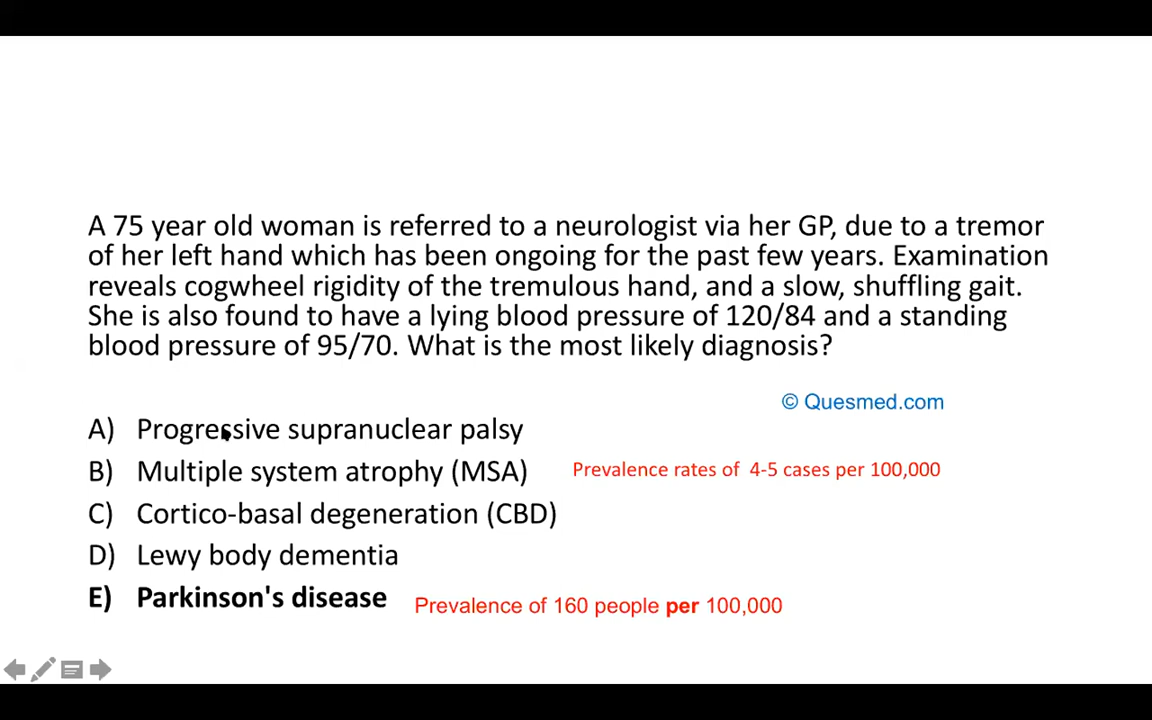 A 75 year old woman is referred to a neurologist via her GP, due to a tremor
of her left hand which has been ongoing for the past few years. Examination
reveals cogwheel rigidity of the tremulous hand, and a slow, shuffling gait.
She is also found to have a lying blood pressure of 120/84 and a standing
blood pressure of 95/70. What is the most likely diagnosis?
© Quesmed.com
A) Progressive supranuclear palsy
B) Multiple system atrophy (MSA) Prevalence rates of 4-5 cases per 100,000
C) Cortico-basal degeneration (CBD)
D) Lewy body dementia
E) Parkinson's disease Prevalence of 160 people per 100,000